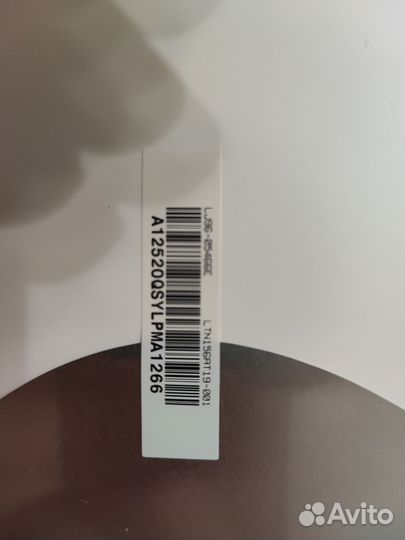 LJ96-05466E LTN156AT19-001
A12520QSYLPMA1266
Avito